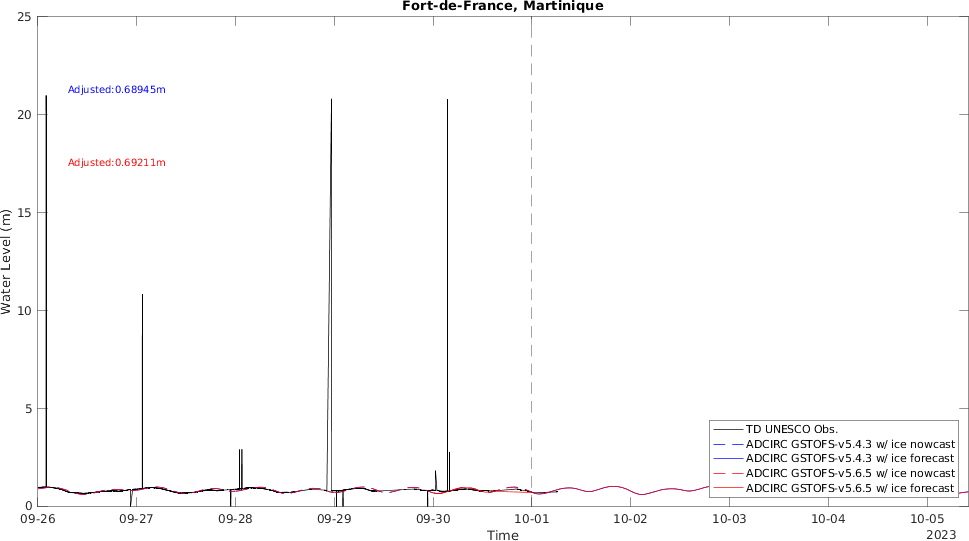 Fort-de-France, Martinique
25
20
15
10
5
0
Water Level (m)
Adjusted:0.68945m
Adjusted:0.69211m
TD UNESCO Obs.
ADCIRC GSTOFS-v5.4.3 w/ ice nowcast
ADCIRC GSTOFS-v5.4.3 w/ ice forecast
ADCIRC GSTOFS-v5.6.5 w/ ice nowcast
ADCIRC GSTOFS-v5.6.5 w/ ice forecast
09-26 09-27 09-28 09-29 09-30 10-01 10-02 10-03 10-04 10-05
2023
Time